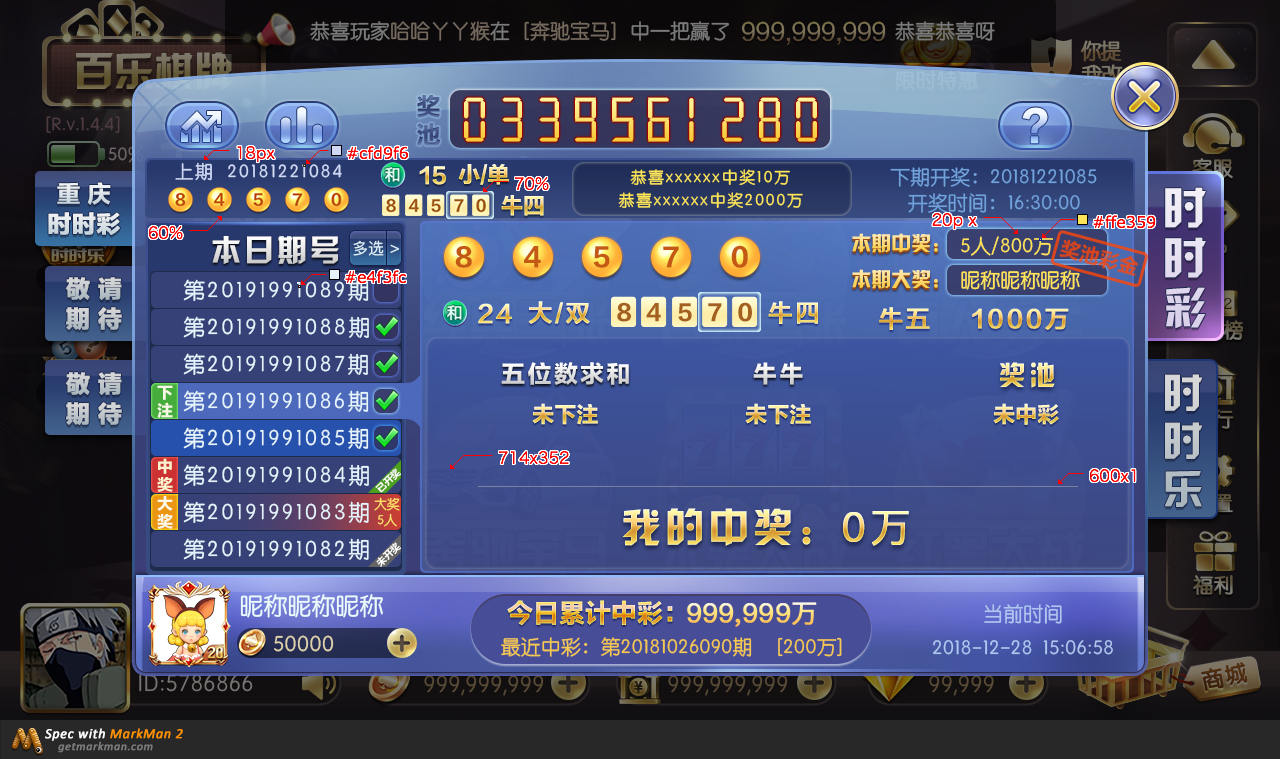 恭喜玩家哈哈丫丫猴在 [奔驰宝马] 中一把赢了 999,999,999 恭喜恭喜呀
百乐棋牌
限时特惠
你提
我改
[R.v.1.4.4]
50%
奖池
0339561280
?
客服
18px
#cfd9f6
上期 20181221084
和 15 小/单
70%
8 4 5 7 0
8 4 5 7 0 牛四
60%
恭喜xxxxxx中奖10万
恭喜xxxxxx中奖2000万
下期开奖: 20181221085
开奖时间: 16:30:00
重庆
时时彩
时时乐
敬请
期待
敬请
期待
时时彩
时时乐
本日期号
多选 >
#e4f3fc
第20191991089期
第20191991088期
第20191991087期
下注 第20191991086期
第20191991085期
中奖 第20191991084期 已开奖
大奖 第20191991083期 大奖5人
第20191991082期 未开奖
8 4 5 7 0
20px x
#ffe359
本期中奖: 5人/800万
奖池彩金
本期大奖: 昵称昵称昵称
和 24 大/双 8 4 5 7 0 牛四
牛五 1000万
五位数求和 牛牛 奖池
未下注 未下注 未中彩
714x352
600x1
我的中奖: 0万
榜
行
置
福利
昵称昵称昵称
50000
20
今日累计中彩: 999,999万
最近中彩: 第20181026090期 [200万]
当前时间
2018-12-28 15:06:58
ID:5786866
999,999,999
999,999,999
99,999
商城
Spec with MarkMan 2
getmarkman.com